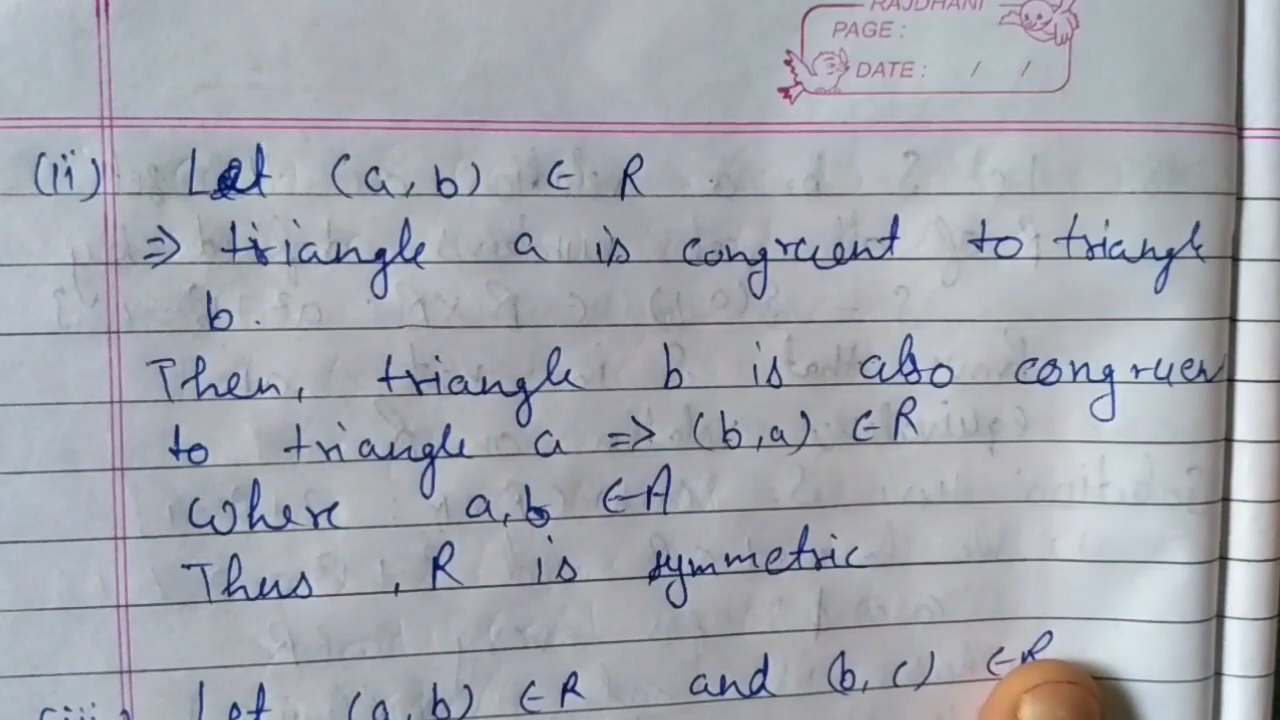 RAJDHANI
PAGE :
DATE : / /
(ii) Let (a, b) ∈ R
⇒ triangle a is congruent to triangle
b.
Then, triangle b is also congruen
to triangle a ⇒ (b, a) ∈ R
Where a, b ∈ A
Thus , R is symmetric
(iii) Let (a, b) ∈ R and (b, c) ∈ R